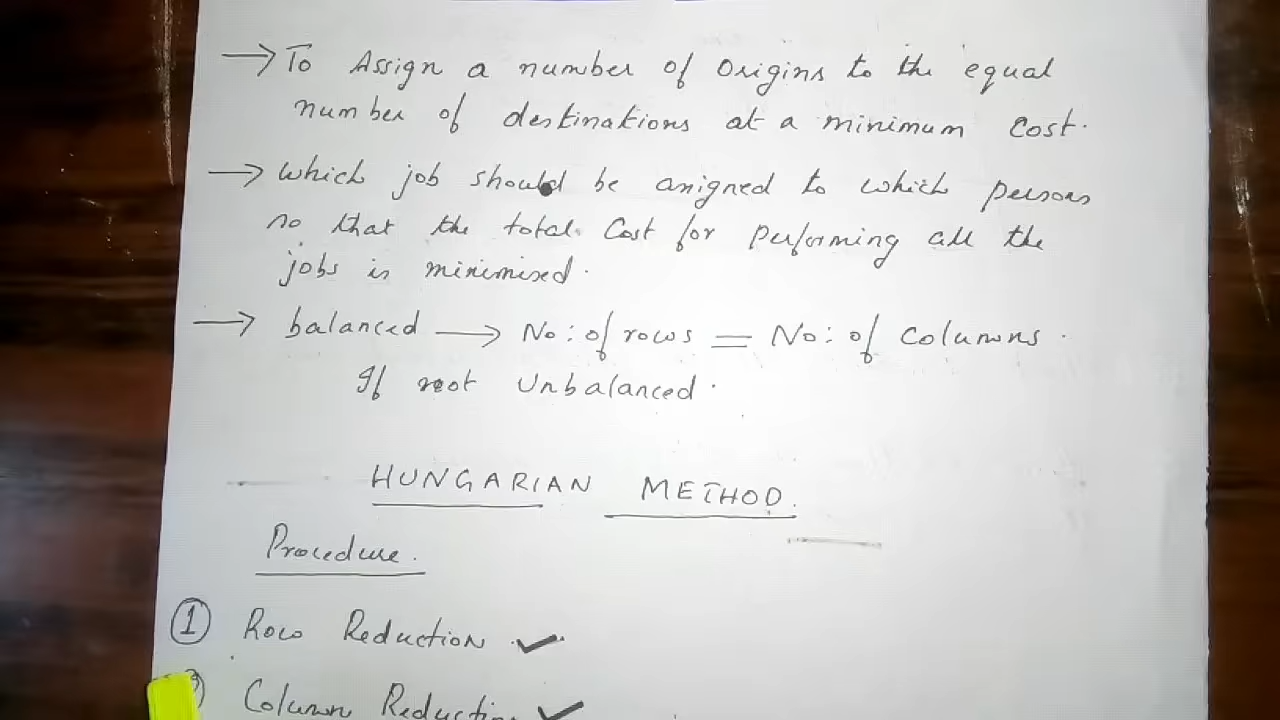 → To Assign a number of Origins to the equal
number of destinations at a minimum cost.
→ which job should be assigned to which persons
so that the total cost for performing all the
jobs is minimised.
→ balanced → No: of rows = No: of columns.
If not Unbalanced.
HUNGARIAN METHOD.
Procedure.
① Row Reduction ✓
Column Reduction ✓